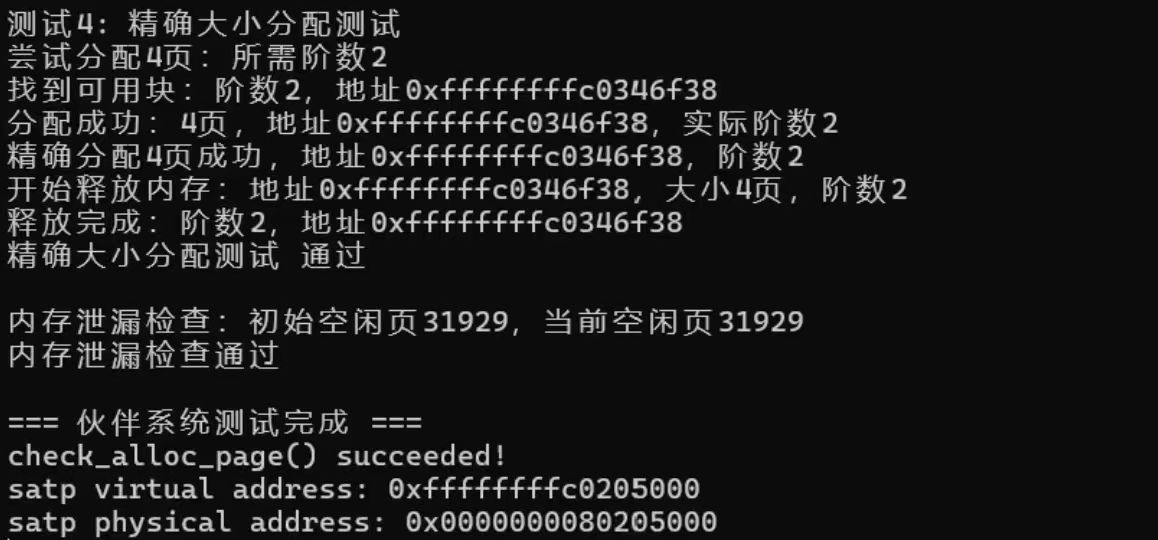 测试4: 精确大小分配测试
尝试分配4页: 所需阶数2
找到可用块: 阶数2, 地址0xffffffffc0346f38
分配成功: 4页, 地址0xffffffffc0346f38, 实际阶数2
精确分配4页成功, 地址0xffffffffc0346f38, 阶数2
开始释放内存: 地址0xffffffffc0346f38, 大小4页, 阶数2
释放完成: 阶数2, 地址0xffffffffc0346f38
精确大小分配测试 通过
内存泄漏检查: 初始空闲页31929, 当前空闲页31929
内存泄漏检查通过
=== 伙伴系统测试完成 ===
check_alloc_page() succeeded!
satp virtual address: 0xffffffffc0205000
satp physical address: 0x0000000080205000